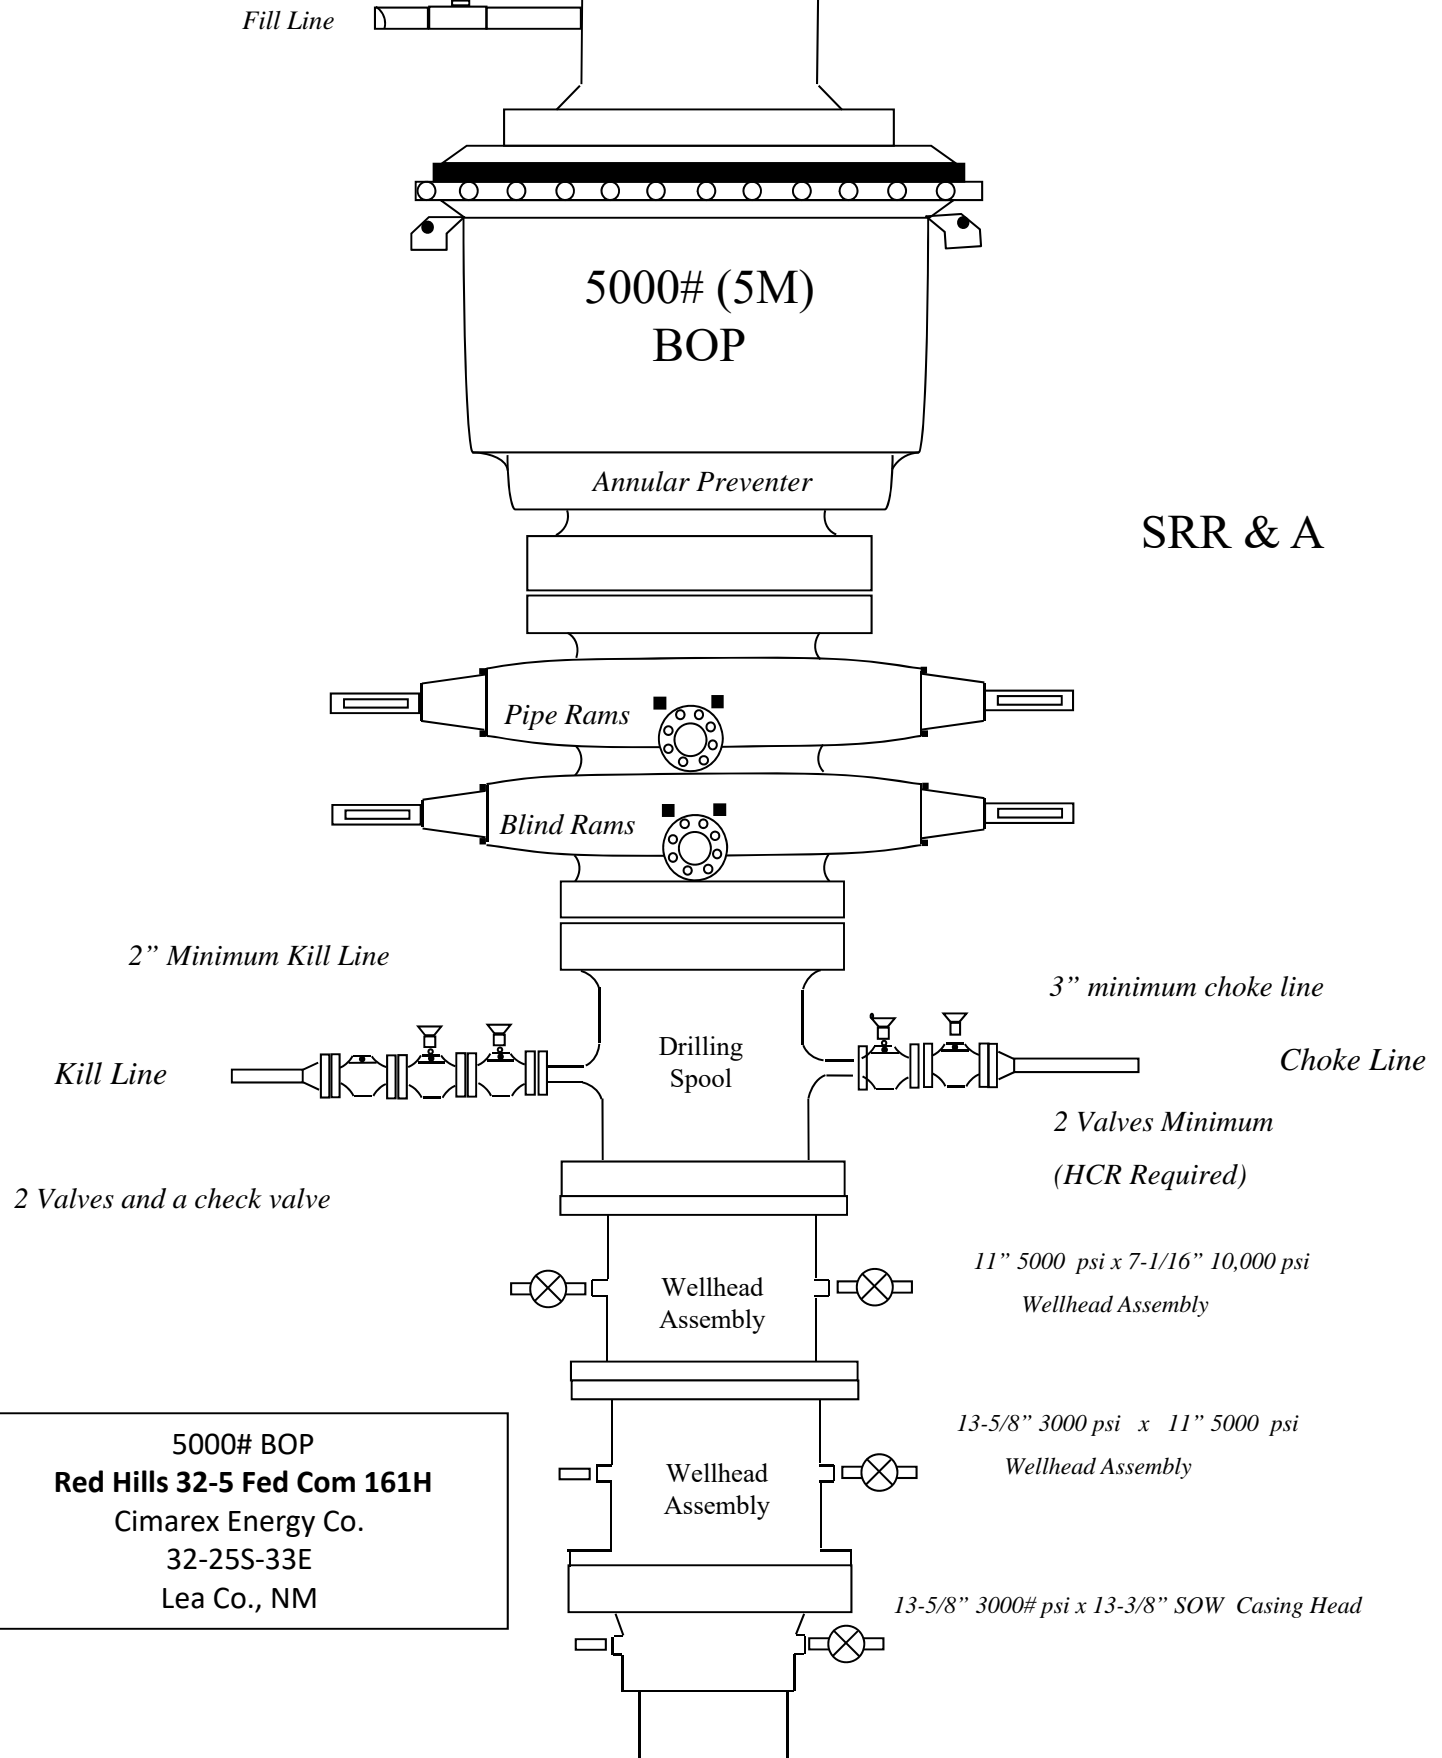 Fill Line
5000# (5M)
BOP
Annular Preventer
SRR & A
Pipe Rams
Blind Rams
2” Minimum Kill Line
3” minimum choke line
Drilling
Spool
Kill Line
Choke Line
2 Valves Minimum
(HCR Required)
2 Valves and a check valve
11” 5000 psi x 7-1/16” 10,000 psi
Wellhead Assembly
Wellhead
Assembly
13-5/8” 3000 psi x 11” 5000 psi
Wellhead Assembly
Wellhead
Assembly
5000# BOP
Red Hills 32-5 Fed Com 161H
Cimarex Energy Co.
32-25S-33E
Lea Co., NM
13-5/8” 3000# psi x 13-3/8” SOW Casing Head